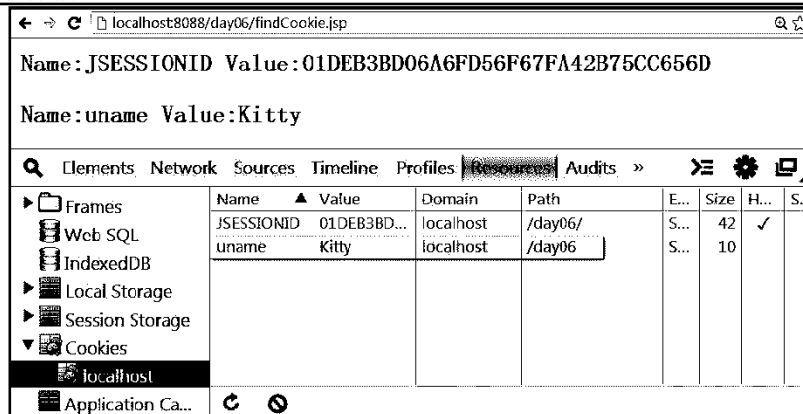 localhost:8088/day06/findCookie.jsp
Name:JSESSIONID Value:01DEB3BD06A6FD56F67FA42B75CC656D
Name:uname Value:Kitty
Elements Network Sources Timeline Profiles Resources Audits »
Name ▲ Value Domain Path E... Size H... S.
JSESSIONID 01DEB3BD... localhost /day06/ S... 42 ✓
uname Kitty localhost /day06 S... 10
Frames
Web SQL
IndexedDB
Local Storage
Session Storage
Cookies
localhost
Application Ca...